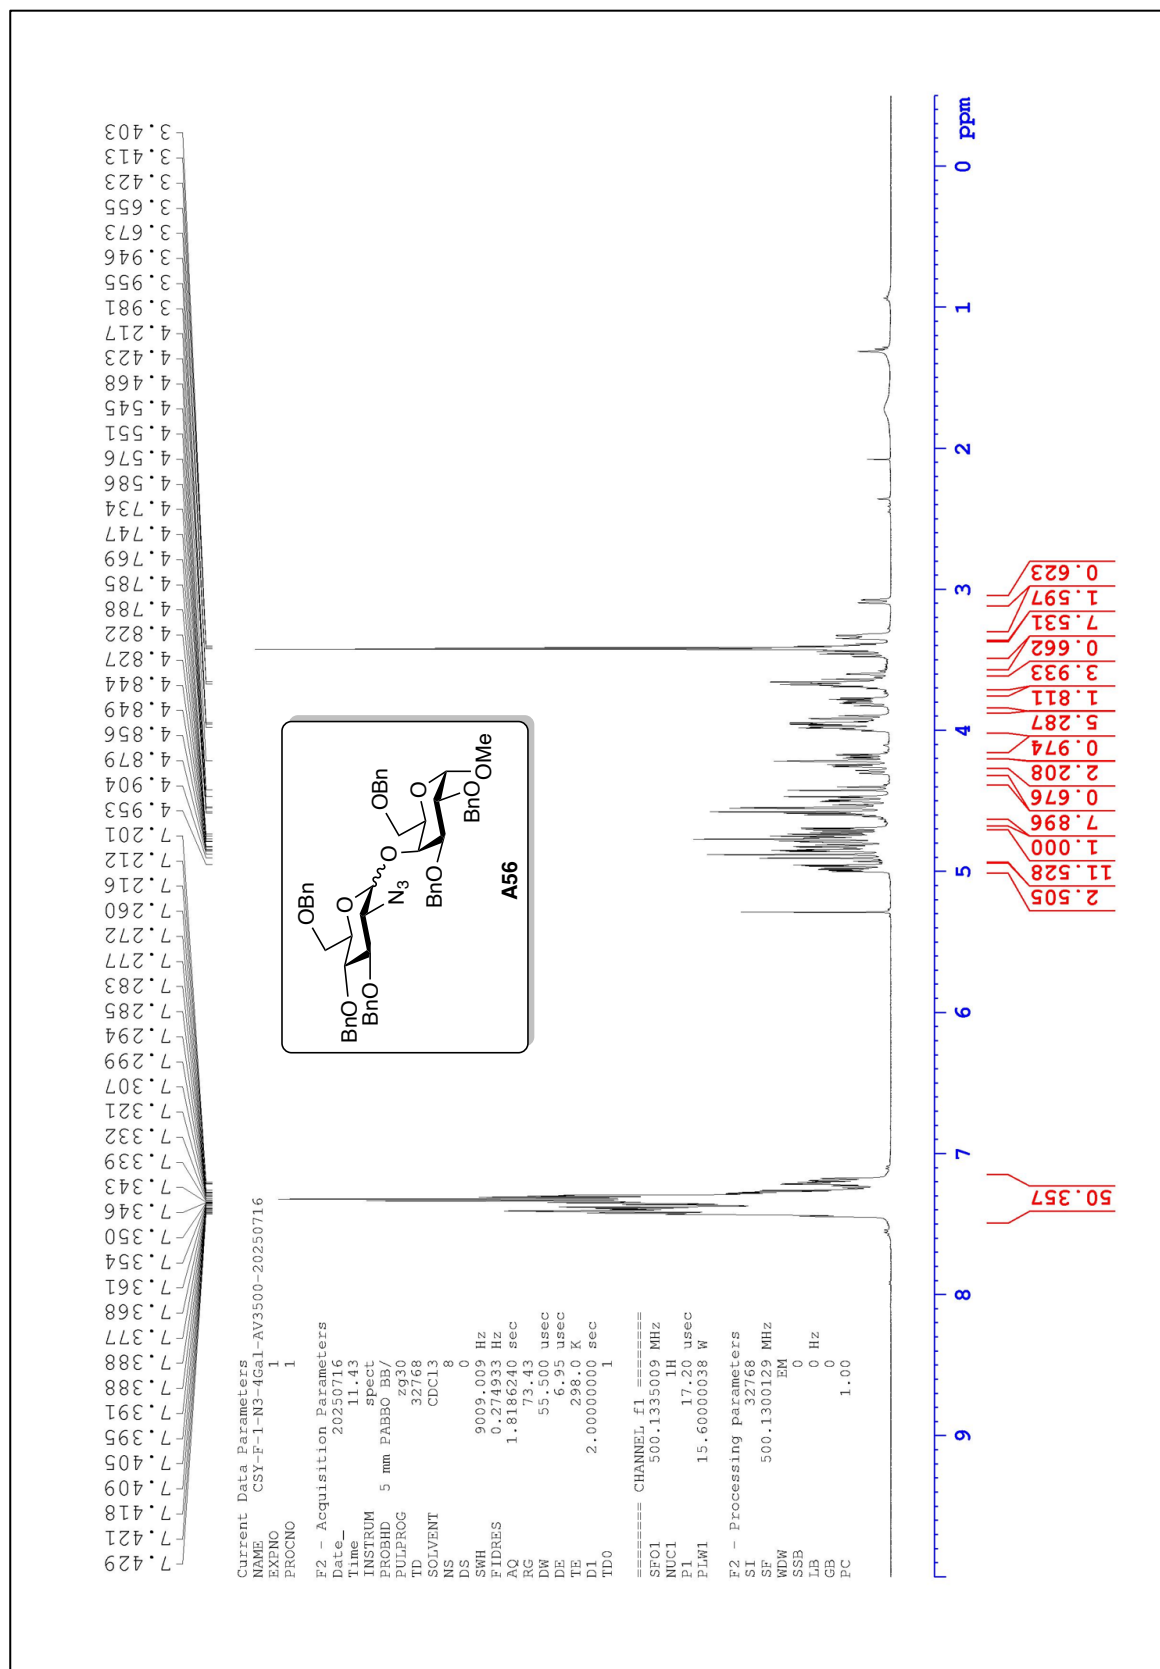 7.429
7.421
7.418
7.409
7.405
7.395
7.391
7.388
7.388
7.377
7.368
7.361
7.354
7.350
7.346
7.343
7.339
7.332
7.321
7.307
7.299
7.294
7.285
7.283
7.277
7.272
7.260
7.216
7.212
7.201
4.953
4.904
4.879
4.856
4.849
4.844
4.827
4.822
4.788
4.785
4.769
4.747
4.734
4.586
4.576
4.551
4.545
4.468
4.423
4.217
3.981
3.955
3.946
3.673
3.655
3.423
3.413
3.403
Current Data Parameters
NAME CSY-F-1-N3-4Gal-AV3500-20250716
EXPNO 1
PROCNO 1
F2 - Acquisition Parameters
Date_ 20250716
Time 11.43
INSTRUM spect
PROBHD 5 mm PABBO BB/
PULPROG zg30
TD 32768
SOLVENT CDCl3
NS 8
DS 0
SWH 9009.009 Hz
FIDRES 0.274933 Hz
AQ 1.8186240 sec
RG 73.43
DW 55.500 usec
DE 6.95 usec
TE 298.0 K
D1 2.00000000 sec
TD0 1
======== CHANNEL f1 ========
SFO1 500.1335009 MHz
NUC1 1H
P1 17.20 usec
PLW1 15.60000038 W
F2 - Processing parameters
SI 32768
SF 500.1300129 MHz
WDW EM
SSB 0
LB 0 Hz
GB 0
PC 1.00
OBn
BnO
O
BnO
N3
O
OBn
O
BnO
BnO
OMe
A56
9 8 7 6 5 4 3 2 1 0 ppm
50.357
2.505
11.528
1.000
7.896
0.676
2.208
0.974
5.287
1.811
3.933
0.662
7.531
1.597
0.623